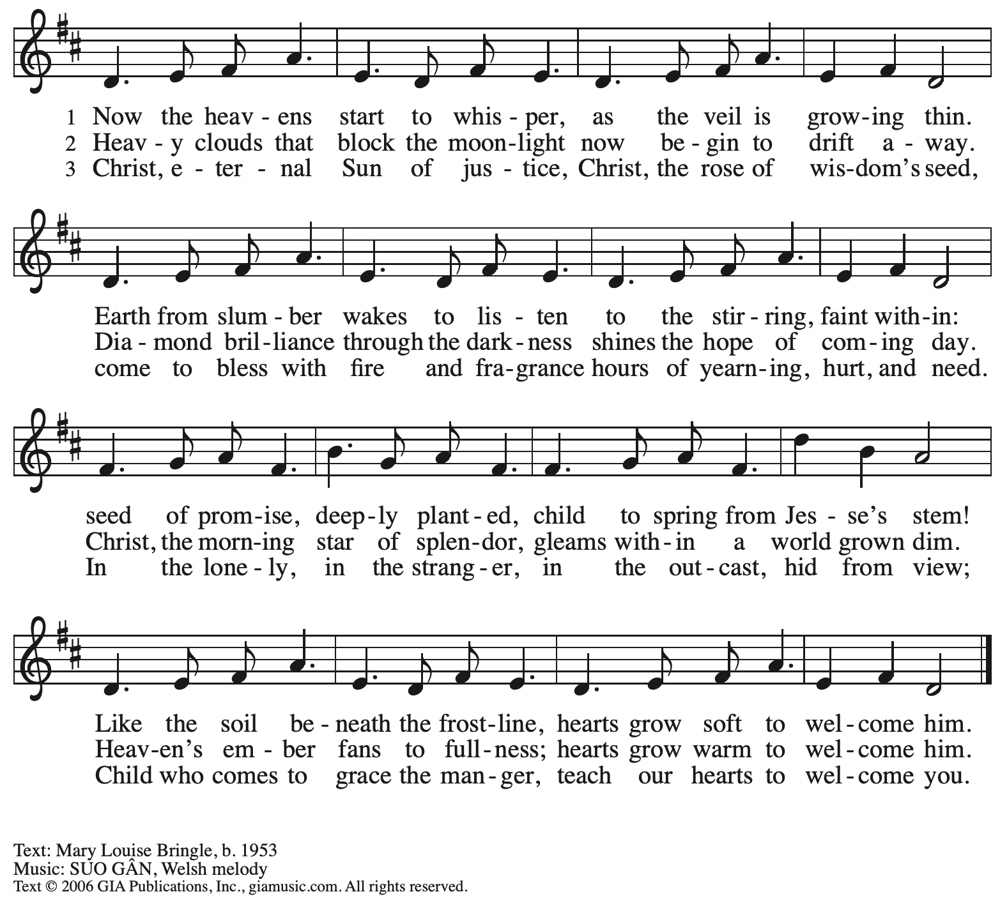 1 Now the heav - ens start to whis - per, as the veil is grow-ing thin.
2 Heav - y clouds that block the moon-light now be - gin to drift a - way.
3 Christ, e - ter - nal Sun of jus - tice, Christ, the rose of wis-dom's seed,
Earth from slum - ber wakes to lis - ten to the stir - ring, faint with-in:
Dia - mond bril-liance through the dark-ness shines the hope of com-ing day.
come to bless with fire and fra-grance hours of yearn-ing, hurt, and need.
seed of prom-ise, deep-ly plant-ed, child to spring from Jes - se's stem!
Christ, the morn-ing star of splen-dor, gleams with-in a world grown dim.
In the lone - ly, in the strang-er, in the out-cast, hid from view;
Like the soil be - neath the frost-line, hearts grow soft to wel-come him.
Heav-en's em - ber fans to full-ness; hearts grow warm to wel-come him.
Child who comes to grace the man-ger, teach our hearts to wel-come you.
Text: Mary Louise Bringle, b. 1953
Music: SUO GÂN, Welsh melody
Text © 2006 GIA Publications, Inc., giamusic.com. All rights reserved.